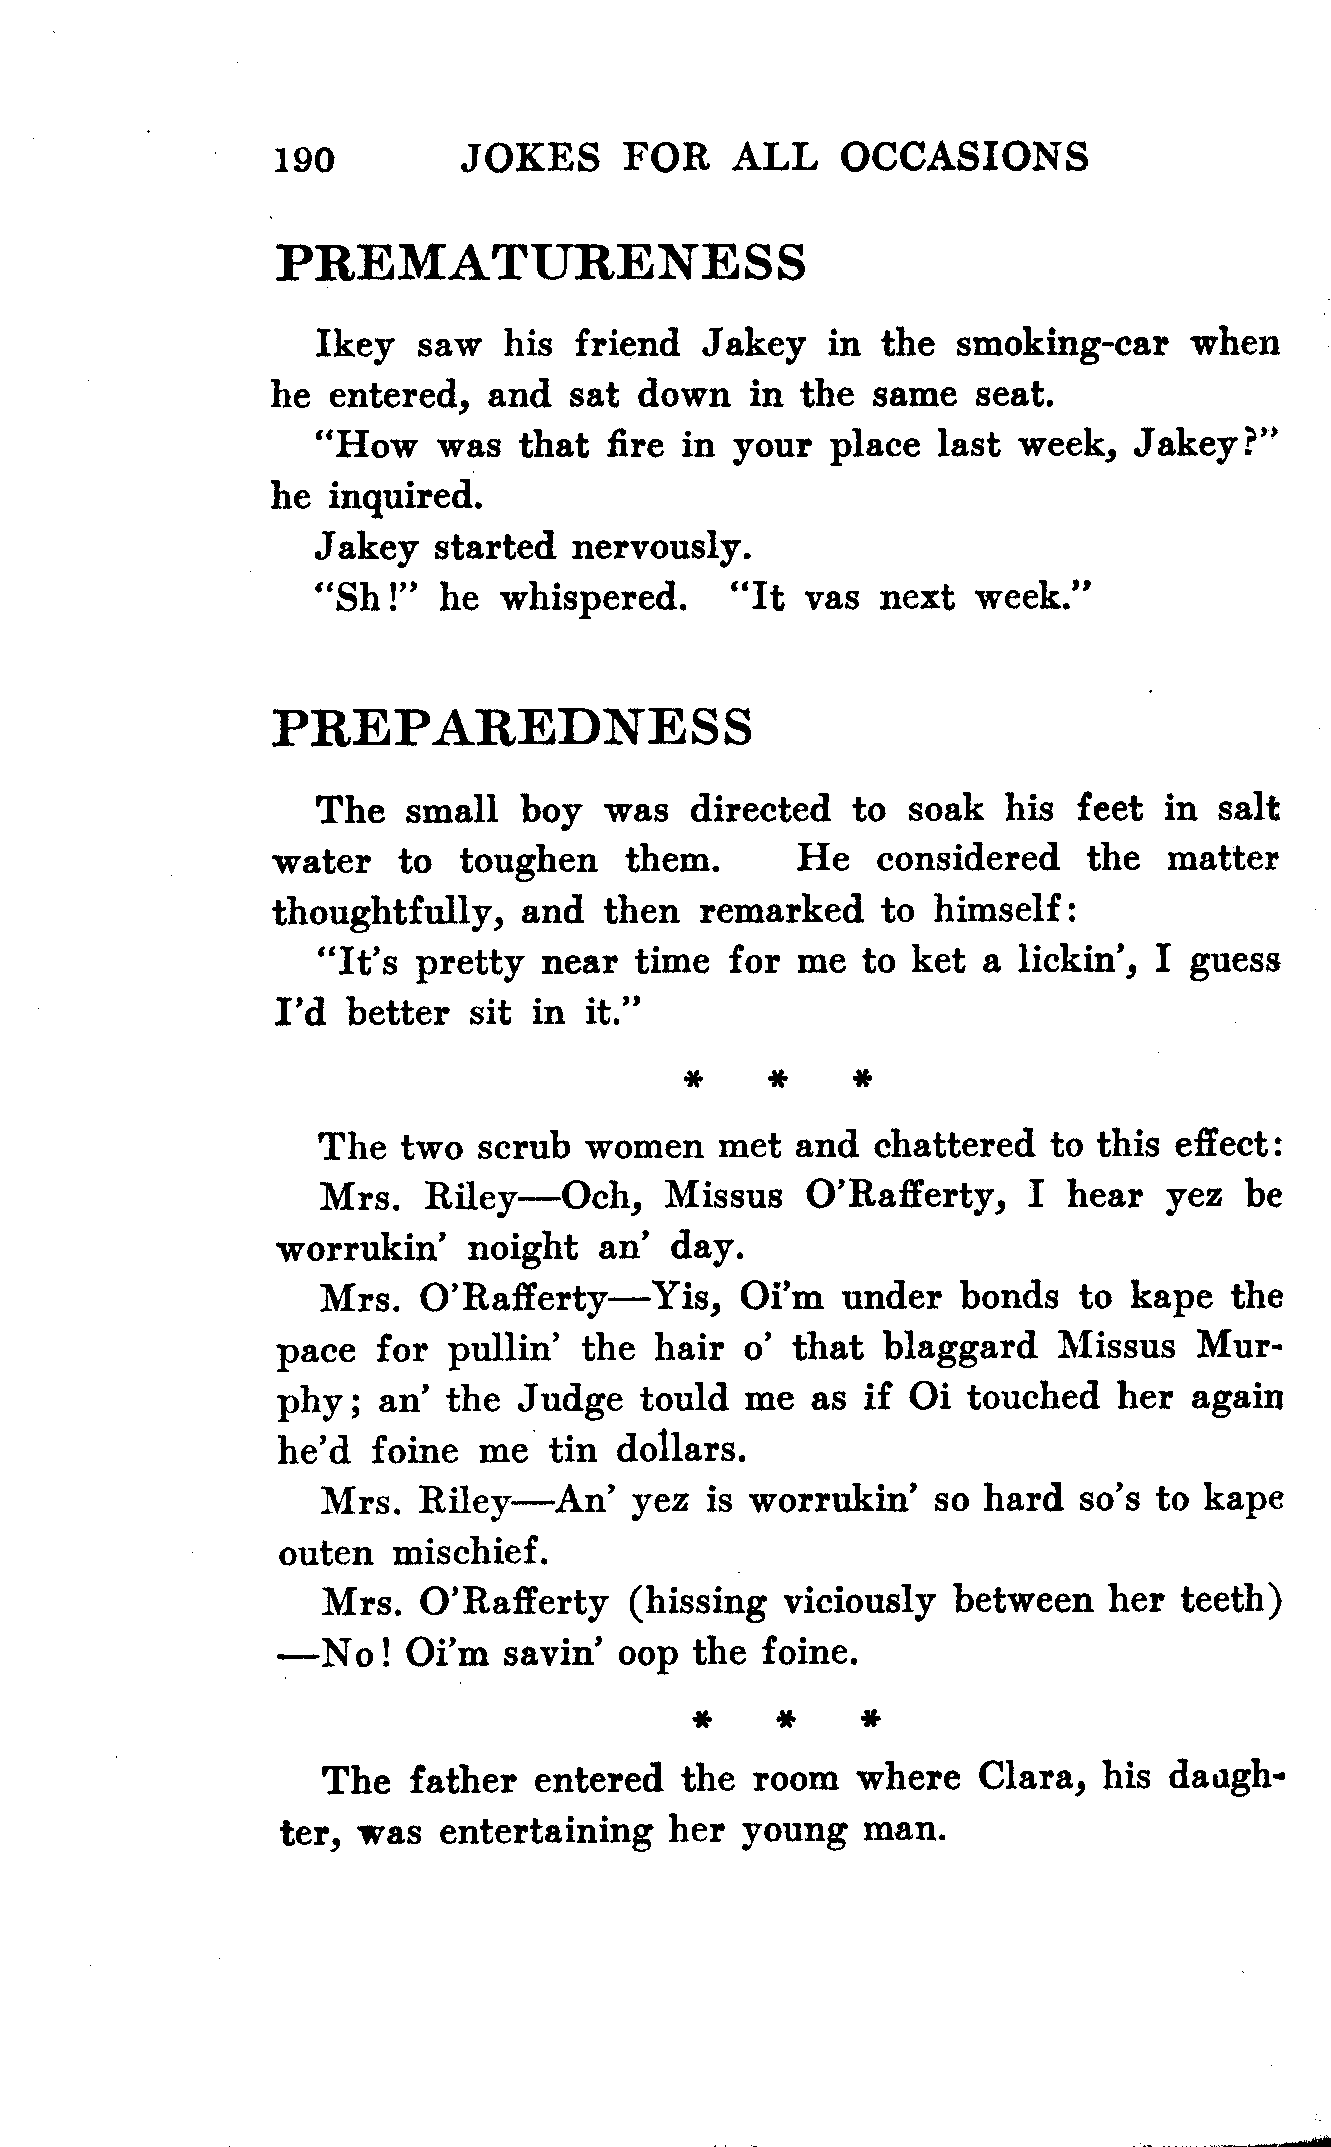 190 JOKES FOR ALL OCCASIONS
PREMATURENESS
Ikey saw his friend Jakey in the smoking-car when
he entered, and sat down in the same seat.
"How was that fire in your place last week, Jakey?"
he inquired.
Jakey started nervously.
"Sh!" he whispered. "It vas next week."
PREPAREDNESS
The small boy was directed to soak his feet in salt
water to toughen them. He considered the matter
thoughtfully, and then remarked to himself:
"It's pretty near time for me to ket a lickin', I guess
I'd better sit in it."
* * *
The two scrub women met and chattered to this effect:
Mrs. Riley—Och, Missus O'Rafferty, I hear yez be
worrukin' noight an' day.
Mrs. O'Rafferty—Yis, Oi'm under bonds to kape the
pace for pullin' the hair o' that blaggard Missus Mur-
phy; an' the Judge tould me as if Oi touched her again
he'd foine me tin dollars.
Mrs. Riley—An' yez is worrukin' so hard so's to kape
outen mischief.
Mrs. O'Rafferty (hissing viciously between her teeth)
—No! Oi'm savin' oop the foine.
* * *
The father entered the room where Clara, his daugh-
ter, was entertaining her young man.